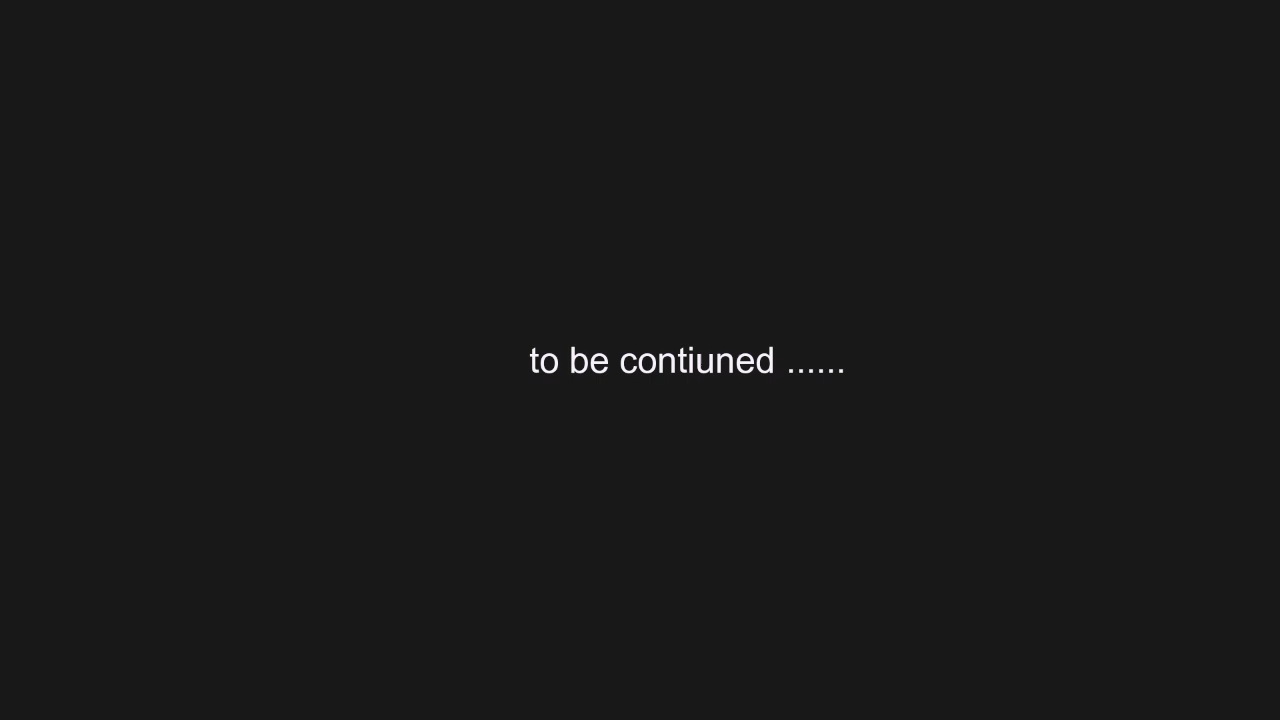 to be contiuned ......